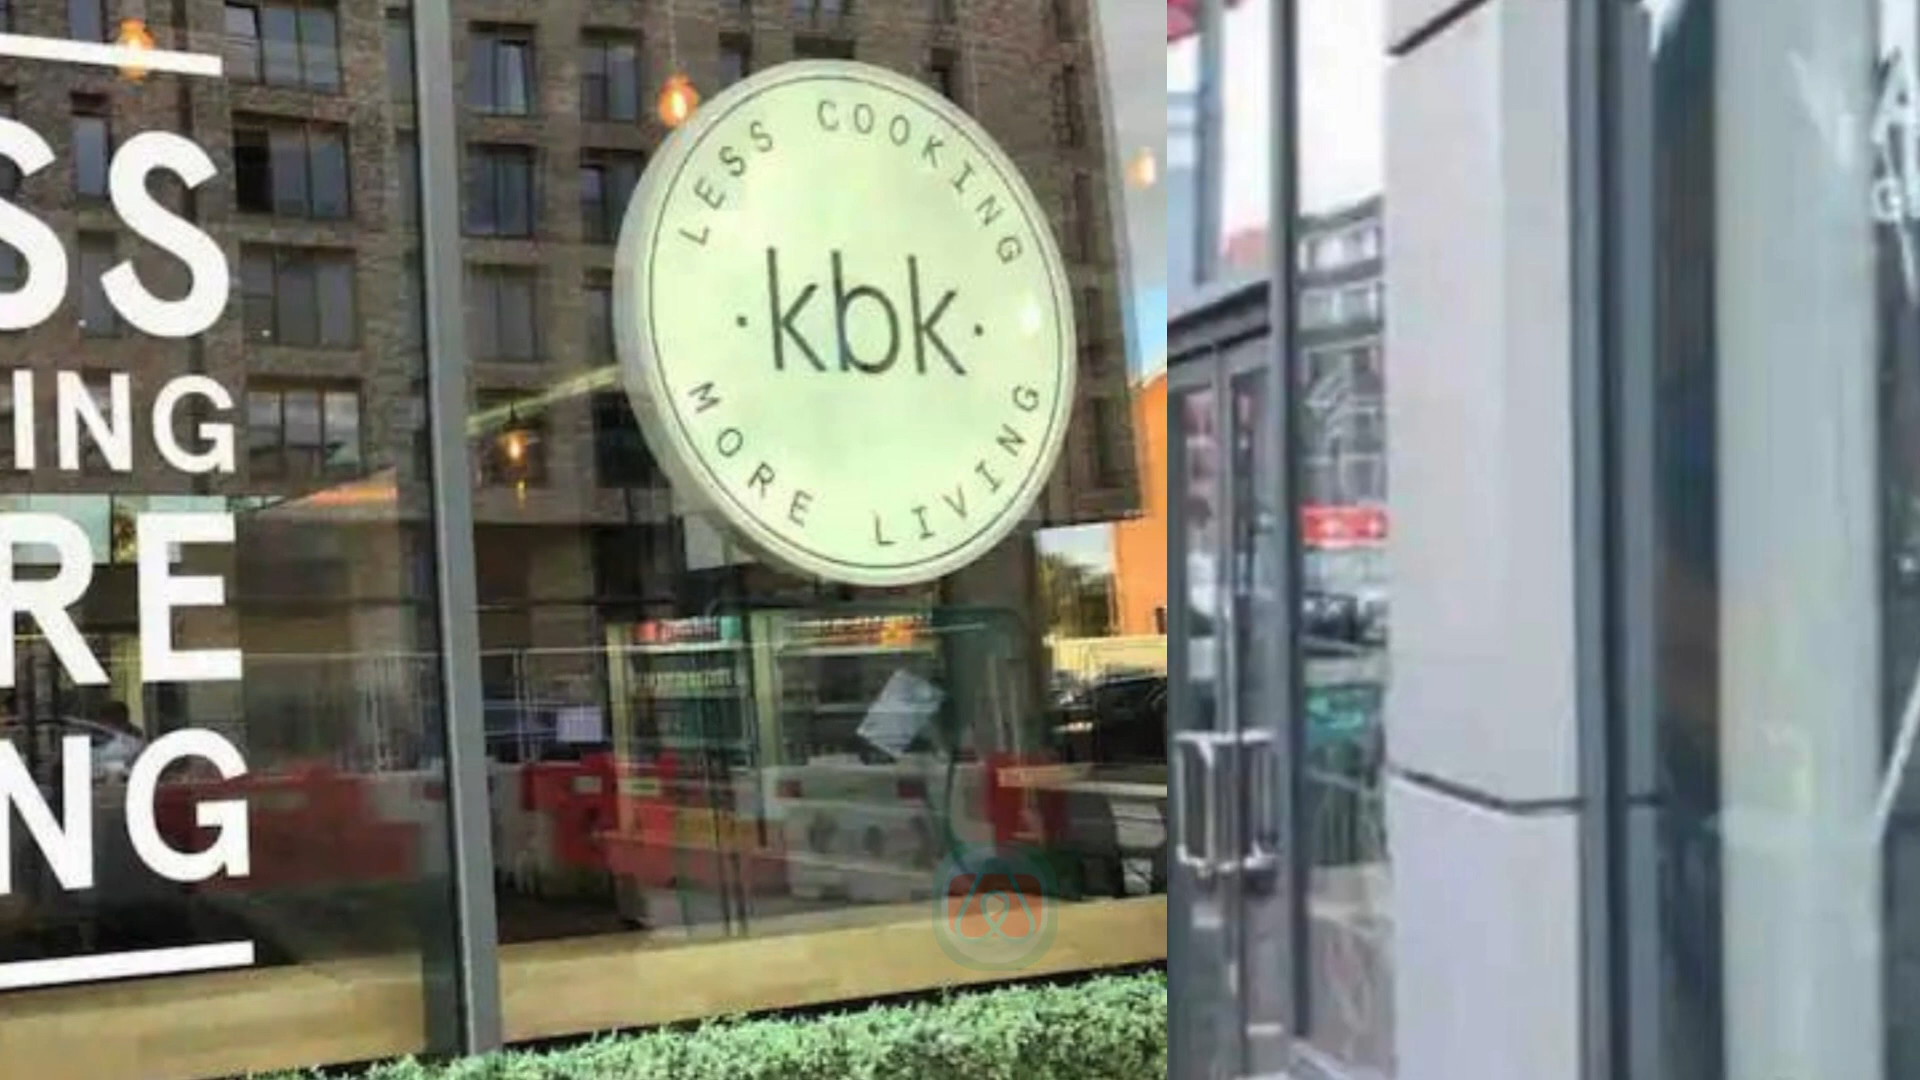 SS
ING
RE
NG
LESS COOKING
·kbk·
MORE LIVING